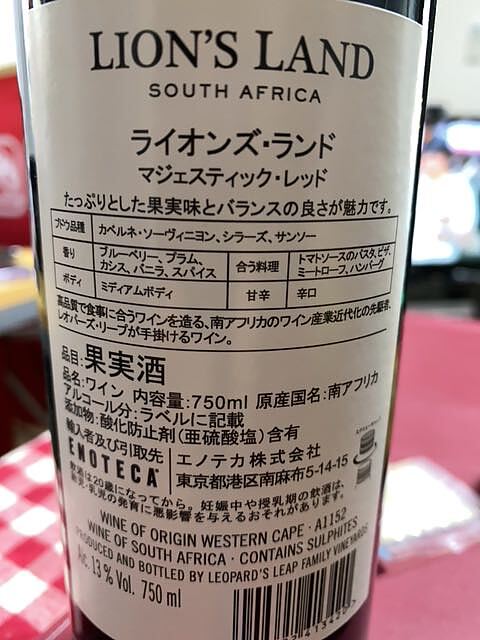 LION'S LAND
SOUTH AFRICA
ライオンズ・ランド
マジェスティック・レッド
たっぷりとした果実味とバランスの良さが魅力です。
ブドウ品種 カベルネ・ソーヴィニヨン、シラーズ、サンソー
香り ブルーベリー、プラム、カシス、バニラ、スパイス 合う料理 トマトソースのパスタ、ピザ、ミートローフ、ハンバーグ
ボディ ミディアムボディ 甘辛 辛口
高品質で食事に合うワインを造る、南アフリカのワイン産業近代化の先駆者、
レオパーズ・リープが手掛けるワイン。
品目:果実酒
品名:ワイン 内容量:750ml 原産国名:南アフリカ
アルコール分:ラベルに記載
添加物:酸化防止剤(亜硫酸塩)含有
輸入者及び引取先
ENOTECA エノテカ株式会社
東京都港区南麻布5-14-15
飲酒は20歳になってから。妊娠中や授乳期の飲酒は、
胎児・乳児の発育に悪影響を与えるおそれがあります。
WINE OF ORIGIN WESTERN CAPE · A1152
WINE OF SOUTH AFRICA · CONTAINS SULPHITES
PRODUCED AND BOTTLED BY LEOPARD'S LEAP FAMILY VINEYARDS
Alc. 13 % Vol. 750 ml